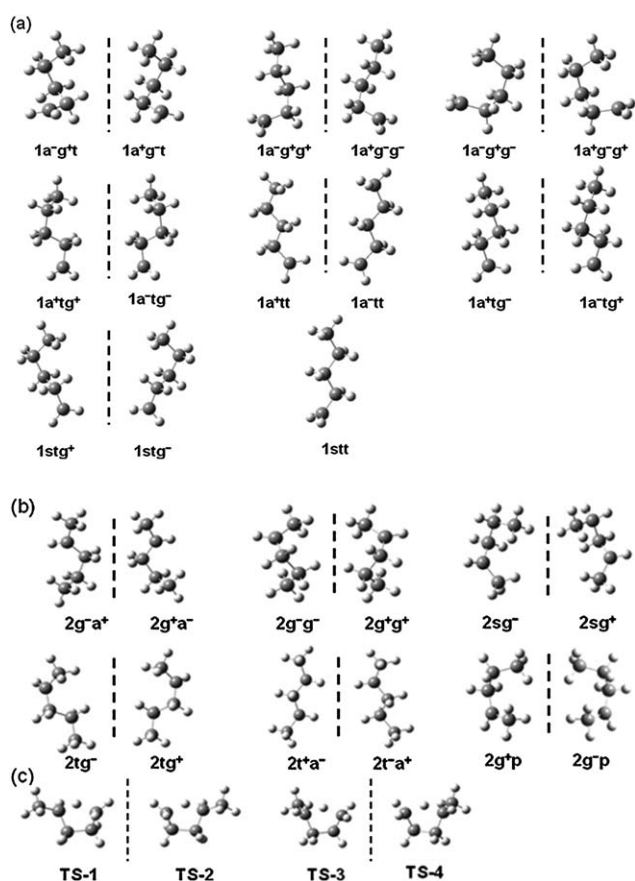 (a)
1a⁻g⁺t 1a⁺g⁻t 1a⁻g⁺g⁺ 1a⁺g⁻g⁻ 1a⁻g⁺g⁻ 1a⁺g⁻g⁺
1a⁺tg⁺ 1a⁻tg⁻ 1a⁺tt 1a⁻tt 1a⁺tg⁻ 1a⁻tg⁺
1stg⁺ 1stg⁻ 1stt
(b)
2g⁻a⁺ 2g⁺a⁻ 2g⁻g⁻ 2g⁺g⁺ 2sg⁻ 2sg⁺
2tg⁻ 2tg⁺ 2t⁺a⁻ 2t⁻a⁺ 2g⁺p 2g⁻p
(c)
TS-1 TS-2 TS-3 TS-4